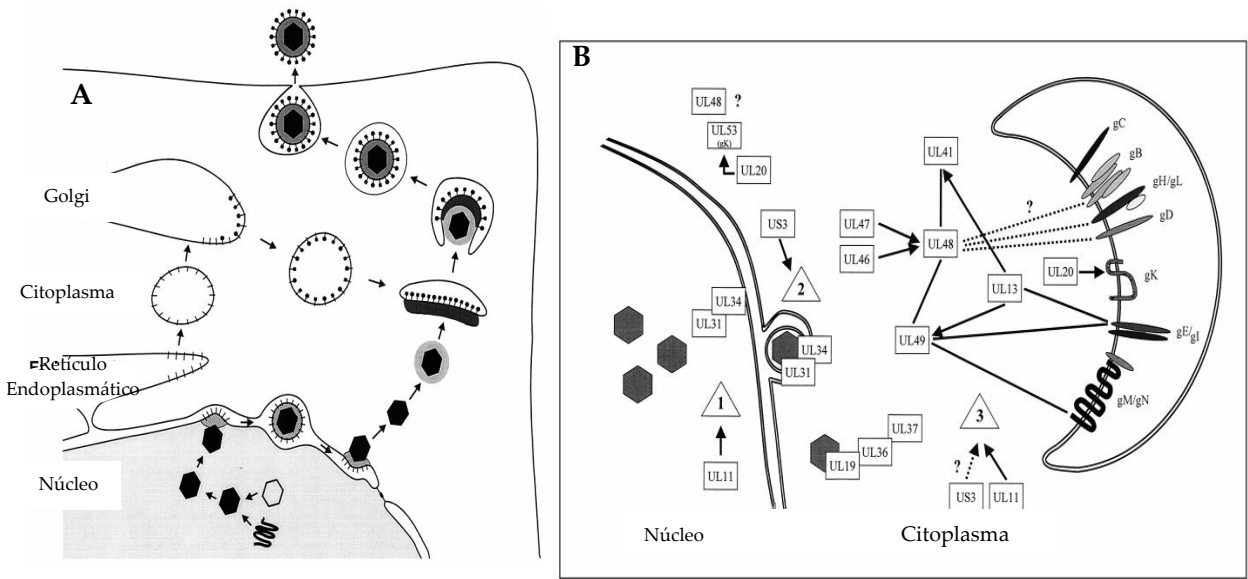 A
Golgi
Citoplasma
Retículo
Endoplasmático
Núcleo
B
UL48 ?
UL53
(gK)
UL20
US3
2
UL34
UL31
UL34
UL31
1
UL11
UL37
UL36
UL19
UL41
UL47
UL48
UL46
?
UL20
UL13
UL49
gC
gB
gH/gL
gD
gK
gE/gI
gM/gN
3
?
US3
UL11
Núcleo
Citoplasma